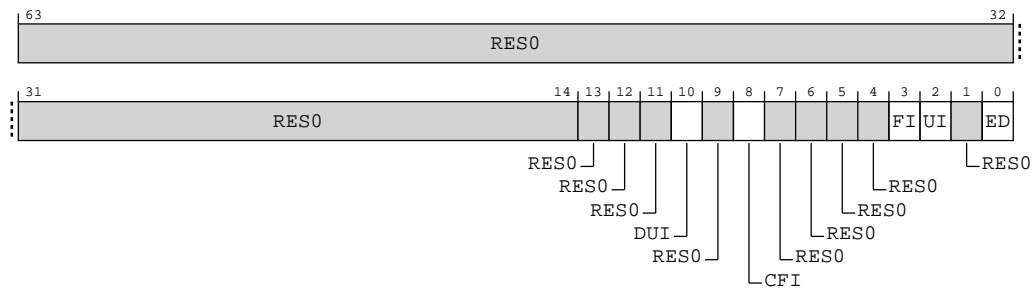 63 32
RES0
31 14 13 12 11 10 9 8 7 6 5 4 3 2 1 0
RES0 FI UI ED
RES0 RES0
RES0 RES0
RES0 RES0
DUI RES0
RES0 RES0
CFI